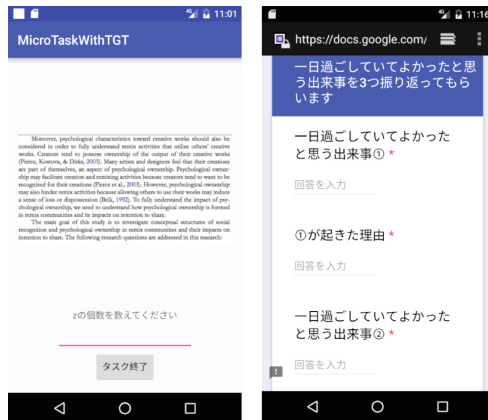 11:01
MicroTaskWithTGT
Moreover, psychological characteristics toward creative works should also be
considered in order to fully understand remix activities that utilize others' creative
works. Creators tend to possess ownership of the output of their creative works
(Pierce, Kostova, & Dirks, 2003). Many artists and designers feel that their creations
are part of themselves, an aspect of psychological ownership. Psychological owner-
ship may facilitate creation and remixing activities because creators tend to want to be
recognized for their creations (Pierce et al., 2003). However, psychological ownership
may also hinder remix activities because allowing others to use their works may induce
a sense of loss or dispossession (Belk, 1992). To fully understand the impact of psy-
chological ownership, we need to understand how psychological ownership is formed
in remix communities and its impacts on intention to share.
The main goal of this study is to investigate conceptual structures of social
recognition and psychological ownership in remix communities and their impacts on
intention to share. The following research questions are addressed in this research:
zの個数を数えてください
タスク終了
11:16
https://docs.google.com/
一日過ごしていてよかったと思
う出来事を3つ振り返ってもら
います
一日過ごしていてよかった
と思う出来事① *
回答を入力
①が起きた理由 *
回答を入力
一日過ごしていてよかった
と思う出来事② *
回答を入力